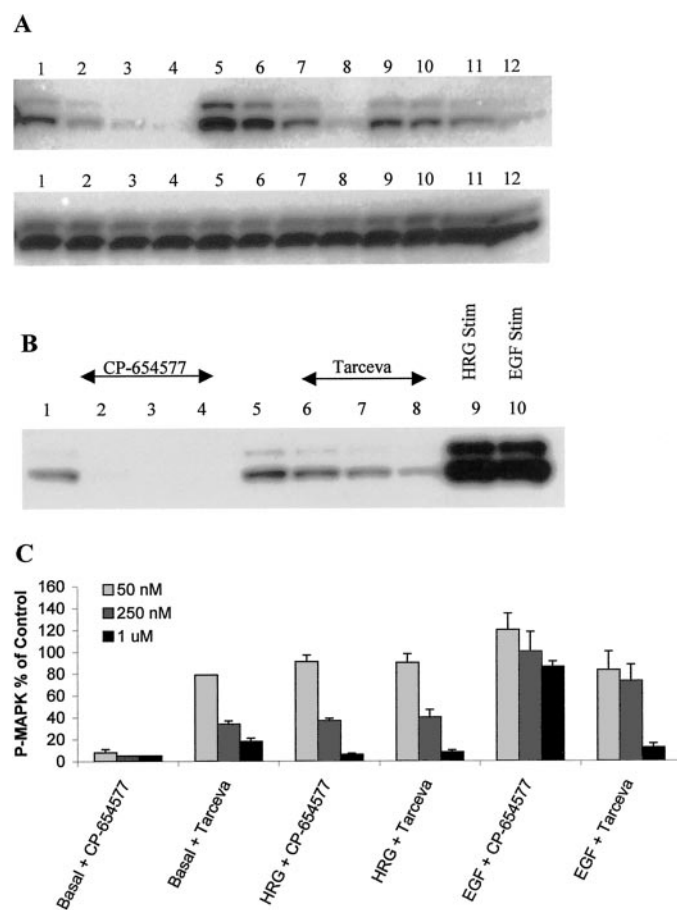 A
1 2 3 4 5 6 7 8 9 10 11 12
1 2 3 4 5 6 7 8 9 10 11 12
B
CP-654577
Tarceva
HRG Stim
EGF Stim
1 2 3 4 5 6 7 8 9 10
C
P-MAPK % of Control
160
140
120
100
80
60
40
20
0
50 nM
250 nM
1 uM
Basal + CP-654577
Basal + Tarceva
HRG + CP-654577
HRG + Tarceva
EGF + CP-654577
EGF + Tarceva